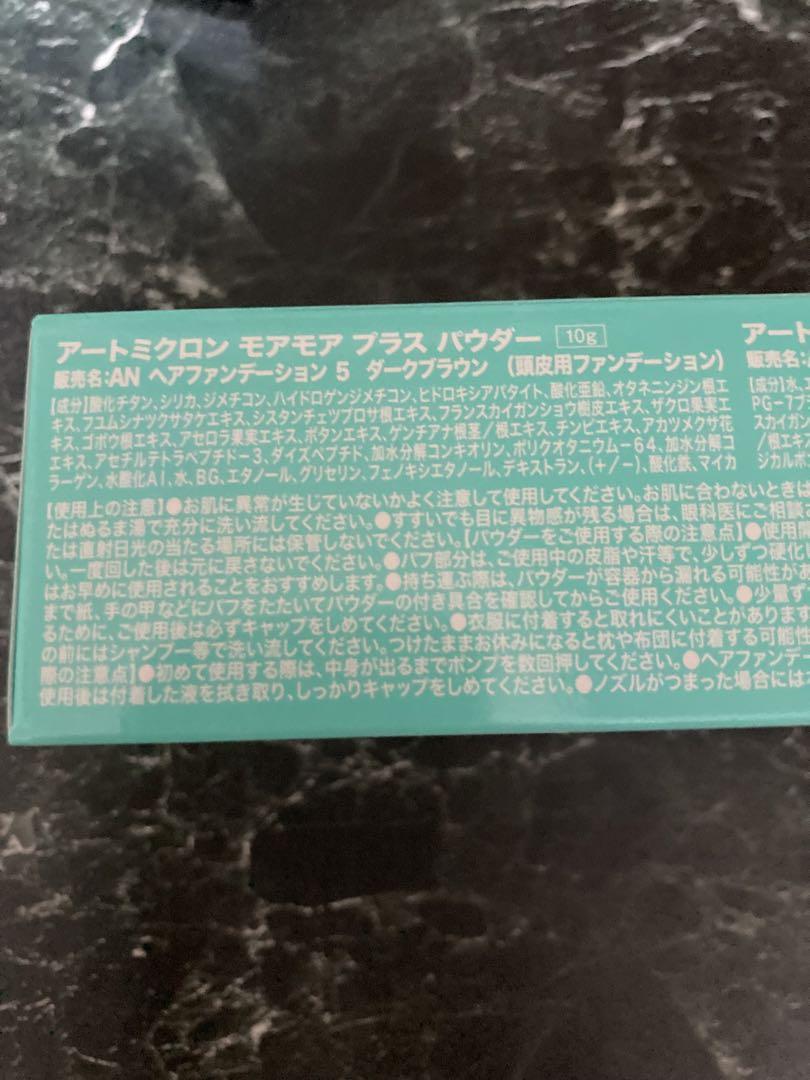 アートミクロン モアモア プラス パウダー 10g
販売名:AN ヘアファンデーション 5 ダークブラウン (頭皮用ファンデーション)
【成分】酸化チタン、シリカ、ジメチコン、ハイドロゲンジメチコン、ヒドロキシアパタイト、酸化亜鉛、オタネニンジン根エ
キス、フユムシナツクサタケエキス、シスタンチェツブロサ根エキス、フランスカイガンショウ樹皮エキス、ザクロ果実エ
キス、ゴボウ根エキス、アセロラ果実エキス、ボタンエキス、ゲンチアナ根茎/根エキス、チンピエキス、アカツメクサ花
エキス、アセチルテトラペプチド-3、ダイズペプチド、加水分解コンキオリン、ポリクオタニウム-64、加水分解コ
ラーゲン、水酸化Al、水、BG、エタノール、グリセリン、フェノキシエタノール、デキストラン、(+/-)、酸化鉄、マイカ
【使用上の注意】●お肌に異常が生じていないかよく注意して使用してください。お肌に合わないときは
たはぬるま湯で充分に洗い流してください。●すすいでも目に異物感が残る場合は、眼科医にご相談
たは直射日光の当たる場所には保管しないでください。【パウダーをご使用する際の注意点】●使用
い。一度回した後は元に戻さないでください。●パフ部分は、ご使用中の皮脂や汗等で、少しずつ硬化
はお早めに使用されることをおすすめします。●持ち運ぶ際は、パウダーが容器から漏れる可能性が
まで紙、手の甲などにパフをたたいてパウダーの付き具合を確認してからご使用ください。●少量ず
るために、ご使用後は必ずキャップをしめてください。●衣服に付着すると取れにくいことがあります
の前にはシャンプー等で洗い流してください。つけたままお休みになると枕や布団に付着する可能性
際の注意点】●初めて使用する際は、中身が出るまでポンプを数回押してください。●ヘアファンデー
使用後は付着した液を拭き取り、しっかりキャップをしめてください。●ノズルがつまった場合には
アート
販売名:A
【成分】水、
PG-7フ
スカイガン
/根エキス
ジカルボ